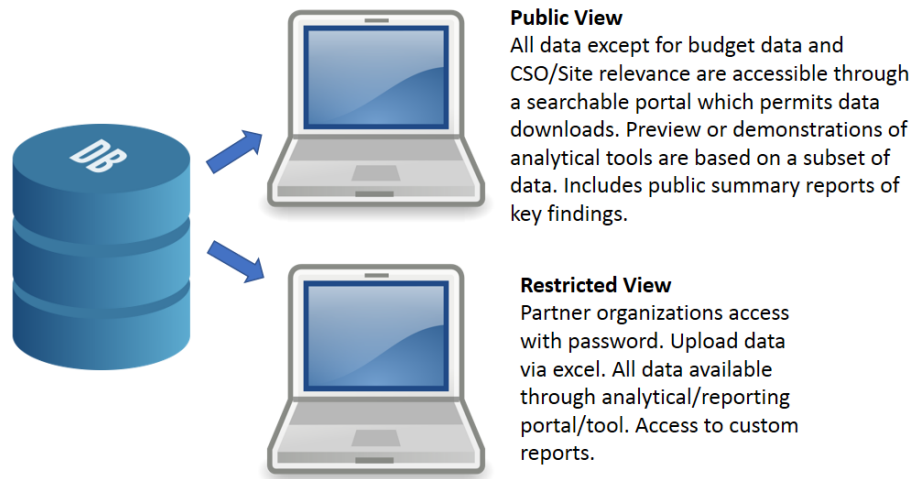 DB
Public View
All data except for budget data and
CSO/Site relevance are accessible through
a searchable portal which permits data
downloads. Preview or demonstrations of
analytical tools are based on a subset of
data. Includes public summary reports of
key findings.
Restricted View
Partner organizations access
with password. Upload data
via excel. All data available
through analytical/reporting
portal/tool. Access to custom
reports.